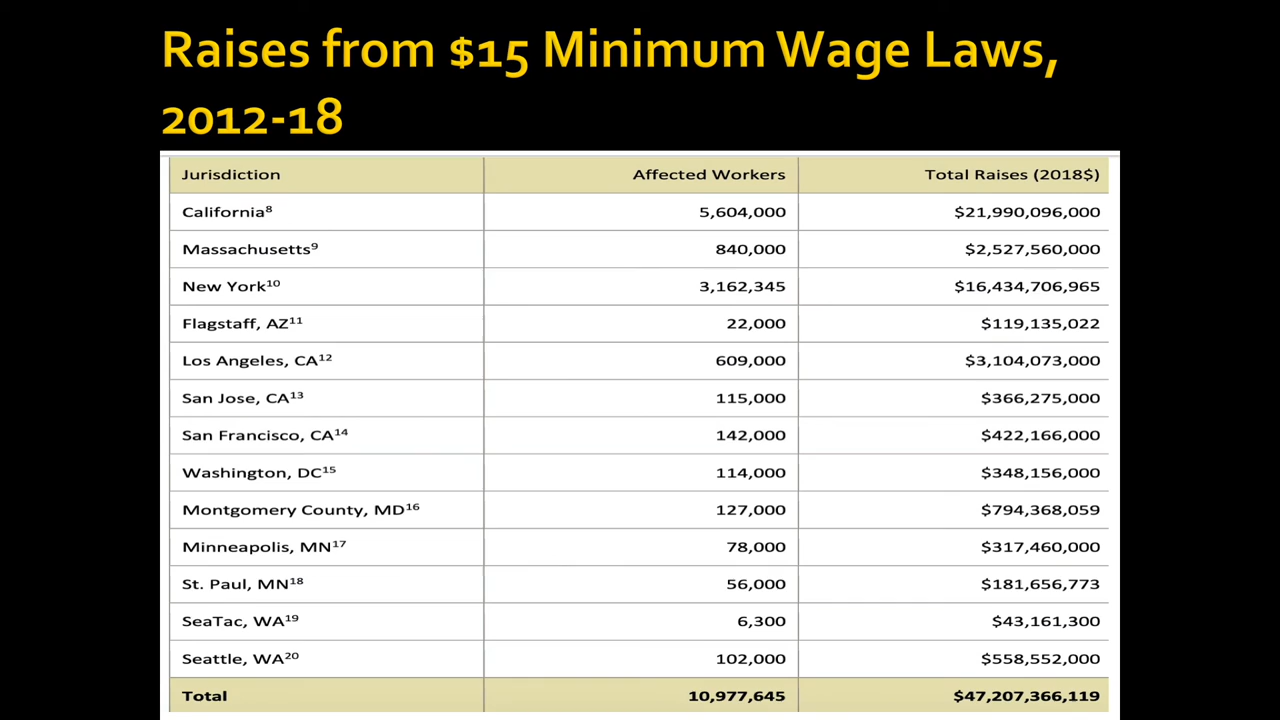 Raises from $15 Minimum Wage Laws,
2012-18
Jurisdiction Affected Workers Total Raises (2018$)
California⁸ 5,604,000 $21,990,096,000
Massachusetts⁹ 840,000 $2,527,560,000
New York¹⁰ 3,162,345 $16,434,706,965
Flagstaff, AZ¹¹ 22,000 $119,135,022
Los Angeles, CA¹² 609,000 $3,104,073,000
San Jose, CA¹³ 115,000 $366,275,000
San Francisco, CA¹⁴ 142,000 $422,166,000
Washington, DC¹⁵ 114,000 $348,156,000
Montgomery County, MD¹⁶ 127,000 $794,368,059
Minneapolis, MN¹⁷ 78,000 $317,460,000
St. Paul, MN¹⁸ 56,000 $181,656,773
SeaTac, WA¹⁹ 6,300 $43,161,300
Seattle, WA²⁰ 102,000 $558,552,000
Total 10,977,645 $47,207,366,119